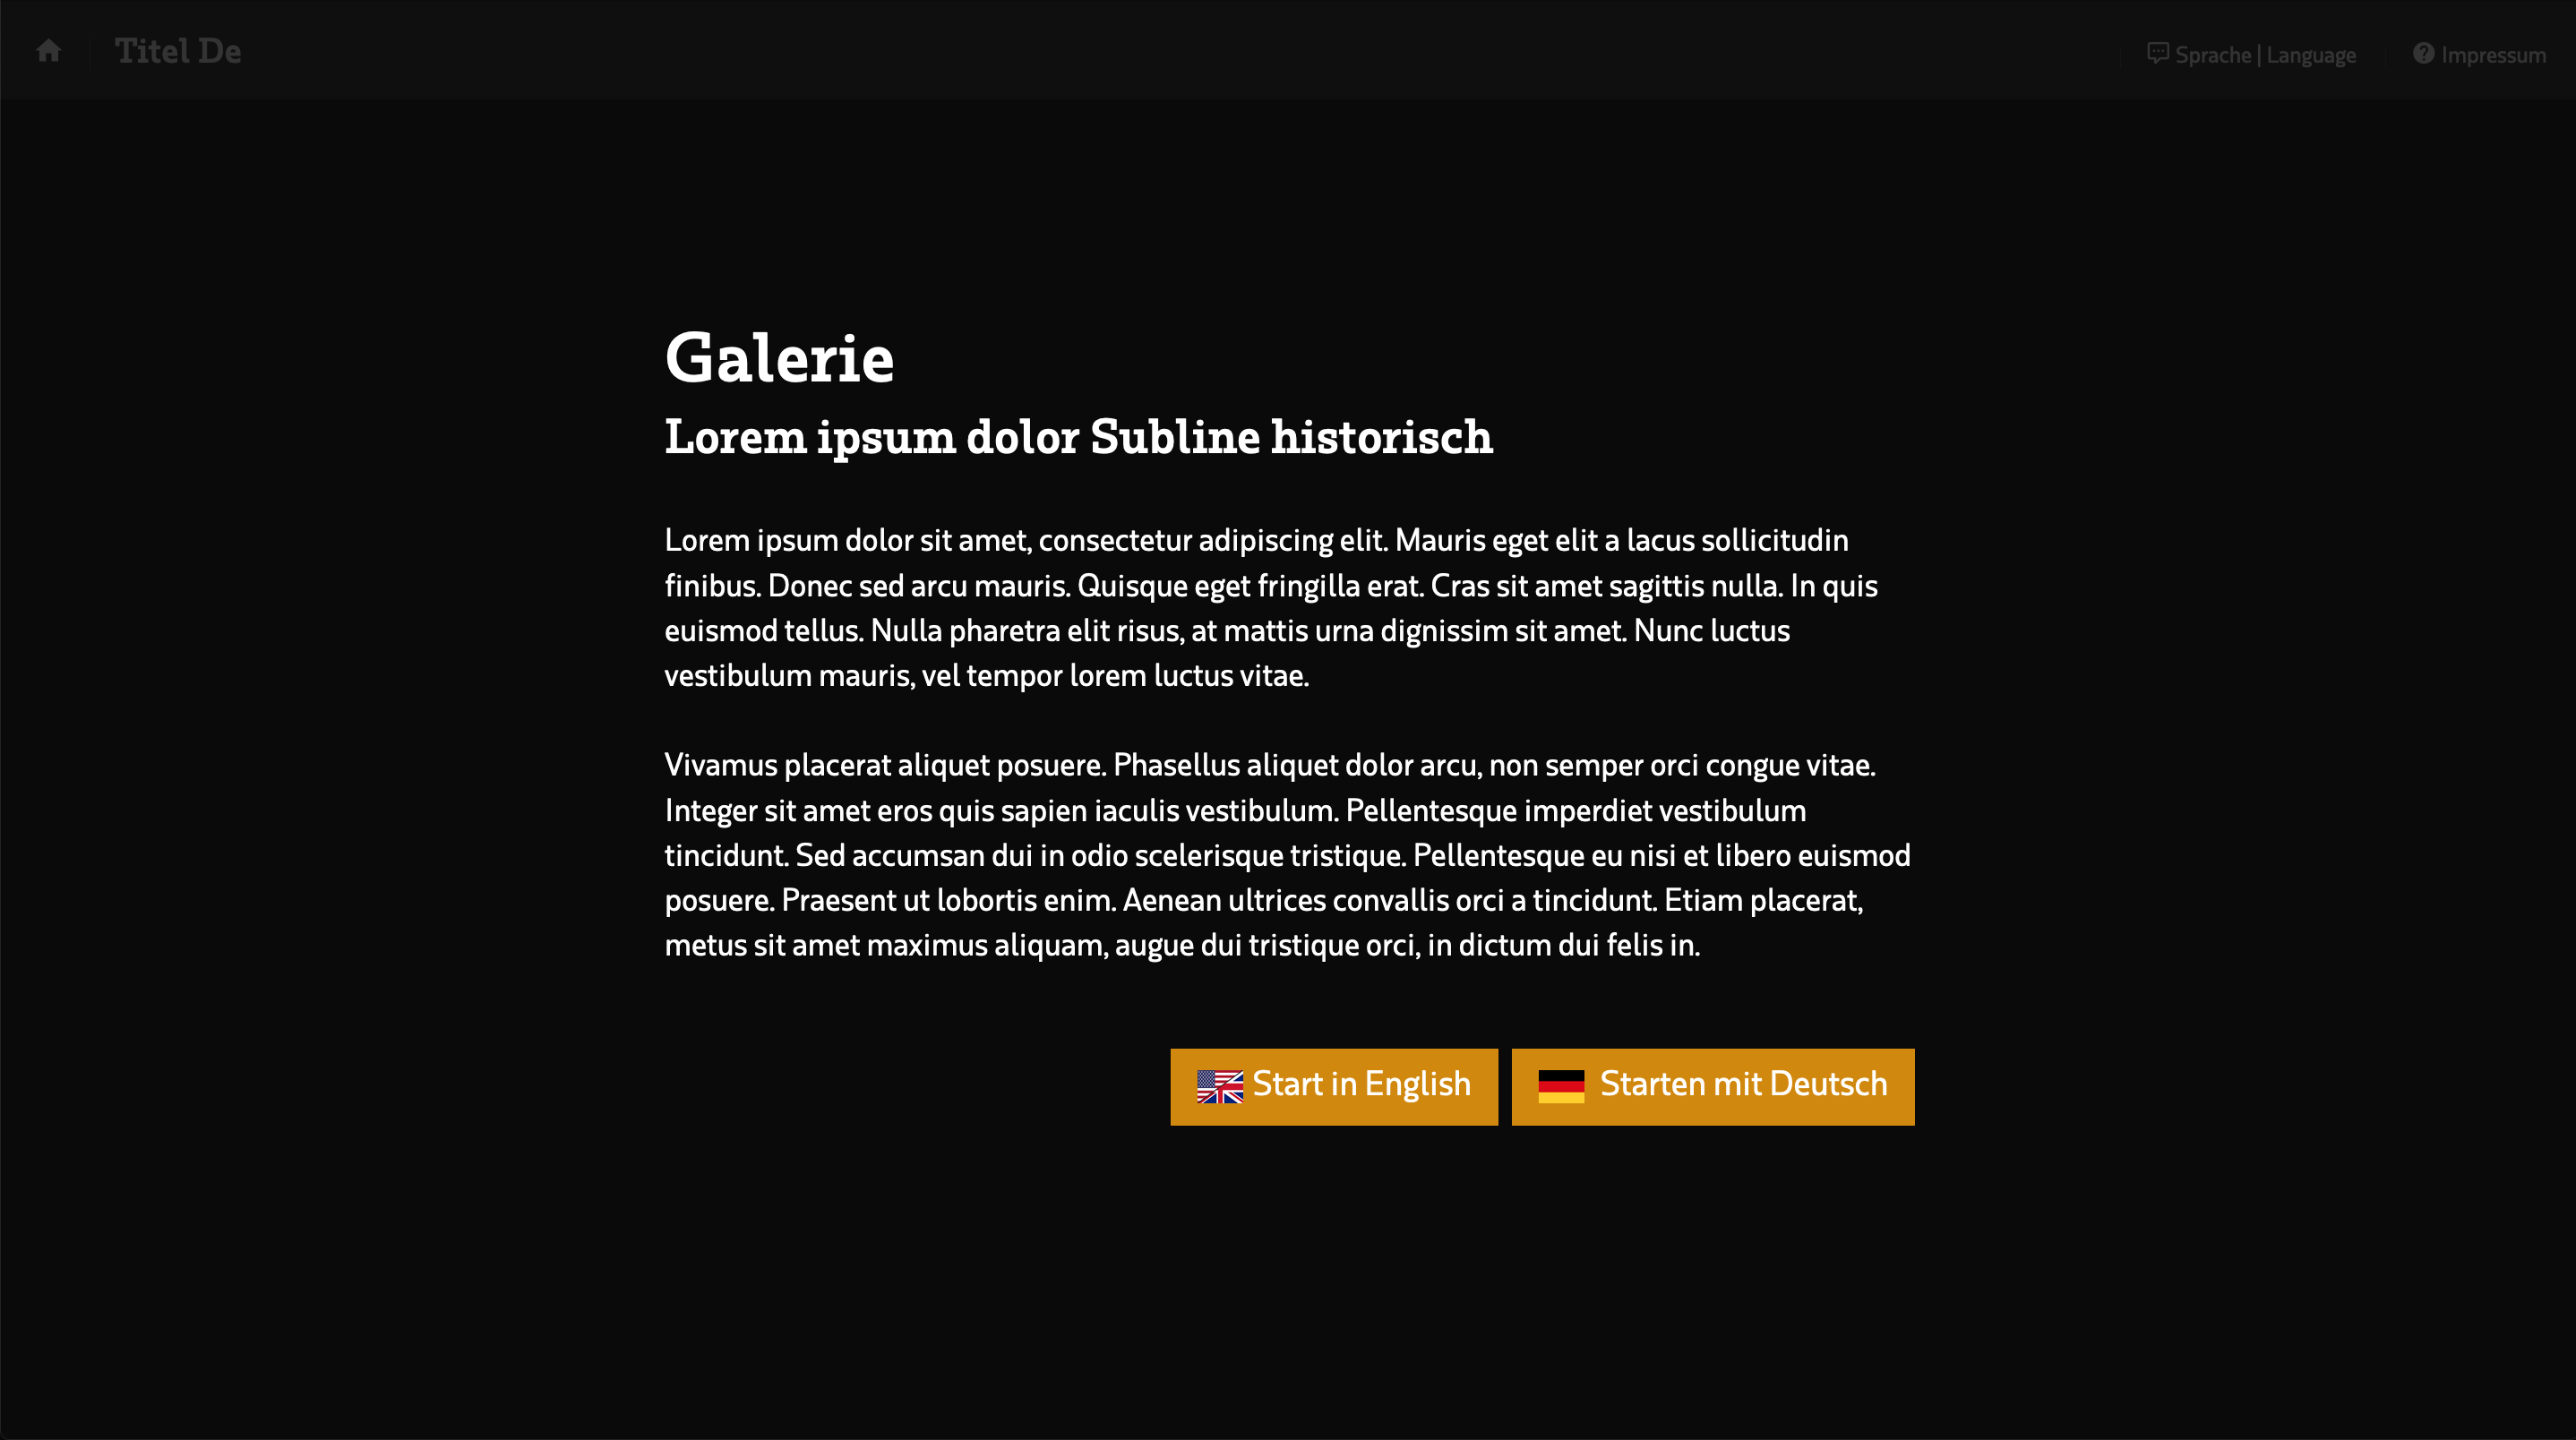 Titel De
Sprache | Language
Impressum
Galerie
Lorem ipsum dolor Subline historisch
Lorem ipsum dolor sit amet, consectetur adipiscing elit. Mauris eget elit a lacus sollicitudin
finibus. Donec sed arcu mauris. Quisque eget fringilla erat. Cras sit amet sagittis nulla. In quis
euismod tellus. Nulla pharetra elit risus, at mattis urna dignissim sit amet. Nunc luctus
vestibulum mauris, vel tempor lorem luctus vitae.
Vivamus placerat aliquet posuere. Phasellus aliquet dolor arcu, non semper orci congue vitae.
Integer sit amet eros quis sapien iaculis vestibulum. Pellentesque imperdiet vestibulum
tincidunt. Sed accumsan dui in odio scelerisque tristique. Pellentesque eu nisi et libero euismod
posuere. Praesent ut lobortis enim. Aenean ultrices convallis orci a tincidunt. Etiam placerat,
metus sit amet maximus aliquam, augue dui tristique orci, in dictum dui felis in.
Start in English
Starten mit Deutsch